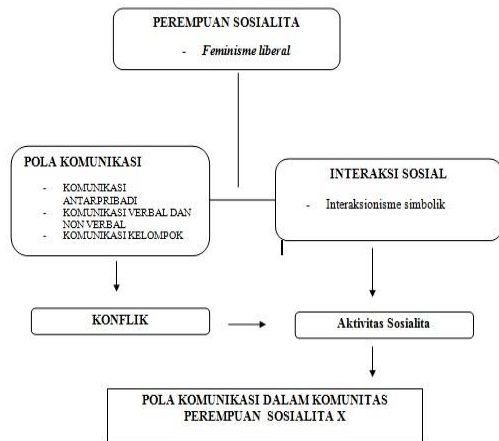 PEREMPUAN SOSIALITA
- Feminisme liberal
POLA KOMUNIKASI
- KOMUNIKASI
ANTARPRIBADI
- KOMUNIKASI VERBAL DAN
NON VERBAL
- KOMUNIKASI KELOMPOK
INTERAKSI SOSIAL
- Interaksionisme simbolik
KONFLIK
Aktivitas Sosialita
POLA KOMUNIKASI DALAM KOMUNITAS
PEREMPUAN SOSIALITA X